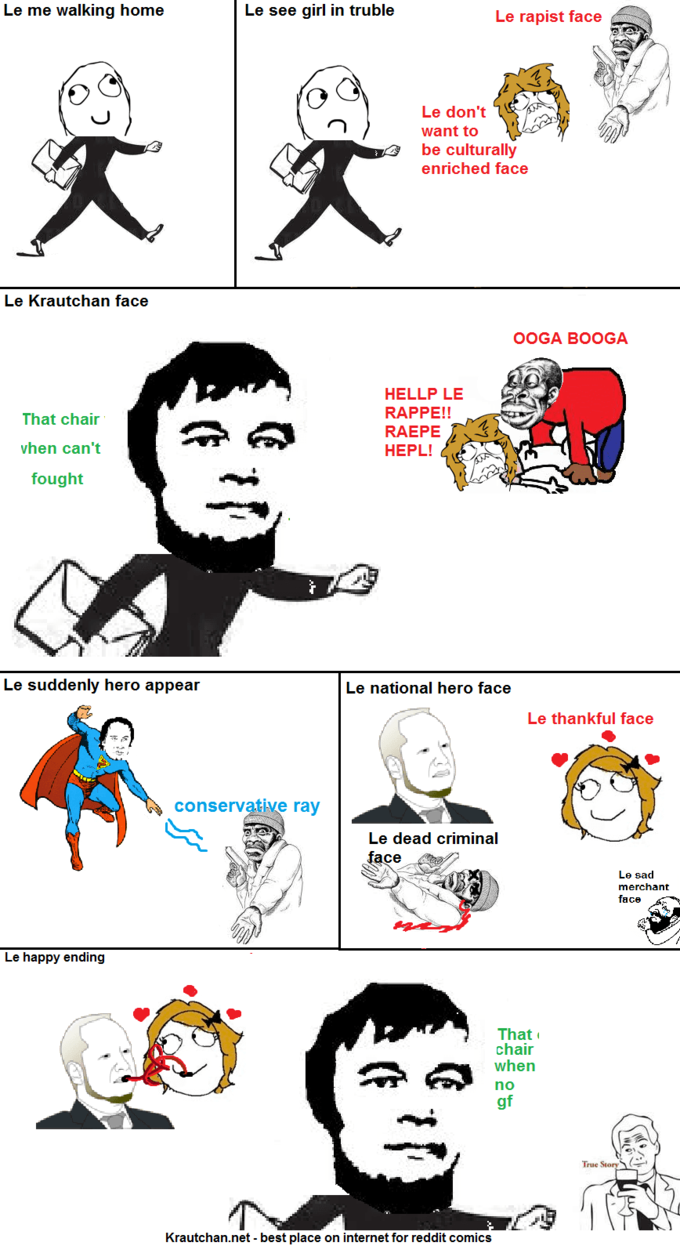 Le me walking home
Le see girl in truble
Le rapist face
Le don't
want to
be culturally
enriched face
Le Krautchan face
OOGA BOOGA
That chair
when can't
fought
HELLP LE
RAPPE!!
RAEPE
HEPL!
Le suddenly hero appear
conservative ray
Le national hero face
Le thankful face
Le dead criminal
face
Le sad
merchant
face
Le happy ending
That
chair
when
no
gf
True Story
Krautchan.net - best place on internet for reddit comics